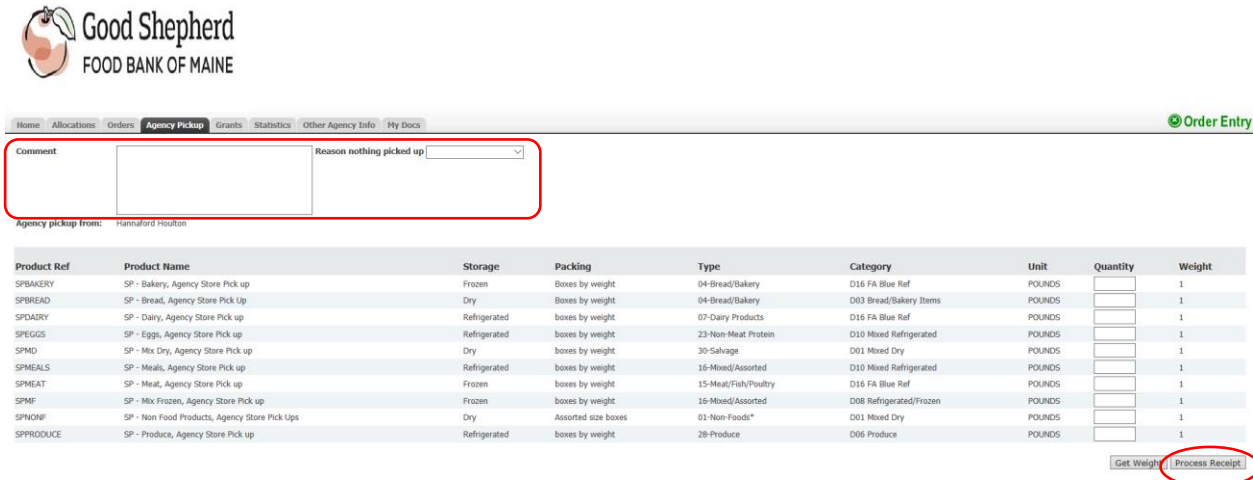 Good Shepherd
FOOD BANK OF MAINE
Home Allocations Orders Agency Pickup Grants Statistics Other Agency Info My Docs Order Entry
Comment Reason nothing picked up
Agency pickup from: Hannaford Houlton
Product Ref Product Name Storage Packing Type Category Unit Quantity Weight
SPBAKERY SP - Bakery, Agency Store Pick up Frozen Boxes by weight 04-Bread/Bakery D16 FA Blue Ref POUNDS 1
SPBREAD SP - Bread, Agency Store Pick Up Dry Boxes by weight 04-Bread/Bakery D03 Bread/Bakery Items POUNDS 1
SPDAIRY SP - Dairy, Agency Store Pick up Refrigerated boxes by weight 07-Dairy Products D16 FA Blue Ref POUNDS 1
SPEGGS SP - Eggs, Agency Store Pick up Refrigerated boxes by weight 23-Non-Meat Protein D10 Mixed Refrigerated POUNDS 1
SPMD SP - Mix Dry, Agency Store Pick up Dry boxes by weight 30-Salvage D01 Mixed Dry POUNDS 1
SPMEALS SP - Meals, Agency Store Pick up Refrigerated boxes by weight 16-Mixed/Assorted D10 Mixed Refrigerated POUNDS 1
SPMEAT SP - Meat, Agency Store Pick up Frozen boxes by weight 15-Meat/Fish/Poultry D16 FA Blue Ref POUNDS 1
SPMF SP - Mix Frozen, Agency Store Pick up Frozen boxes by weight 16-Mixed/Assorted D08 Refrigerated/Frozen POUNDS 1
SPNONF SP - Non Food Products, Agency Store Pick Ups Dry Assorted size boxes 01-Non-Foods* D01 Mixed Dry POUNDS 1
SPPRODUCE SP - Produce, Agency Store Pick up Refrigerated boxes by weight 28-Produce D06 Produce POUNDS 1
Get Weight Process Receipt